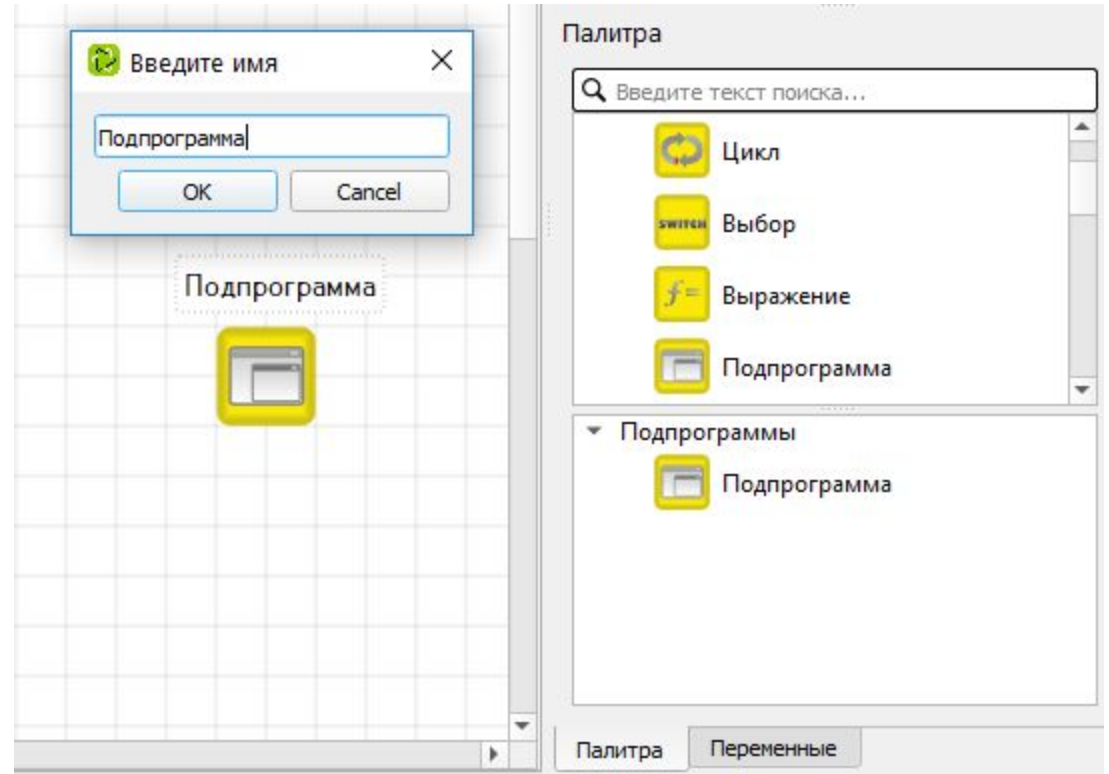 Введите имя
Подпрограмма
OK
Cancel
Подпрограмма
Палитра
Введите текст поиска...
Цикл
SWITCH Выбор
f= Выражение
Подпрограмма
Подпрограммы
Подпрограмма
Палитра
Переменные